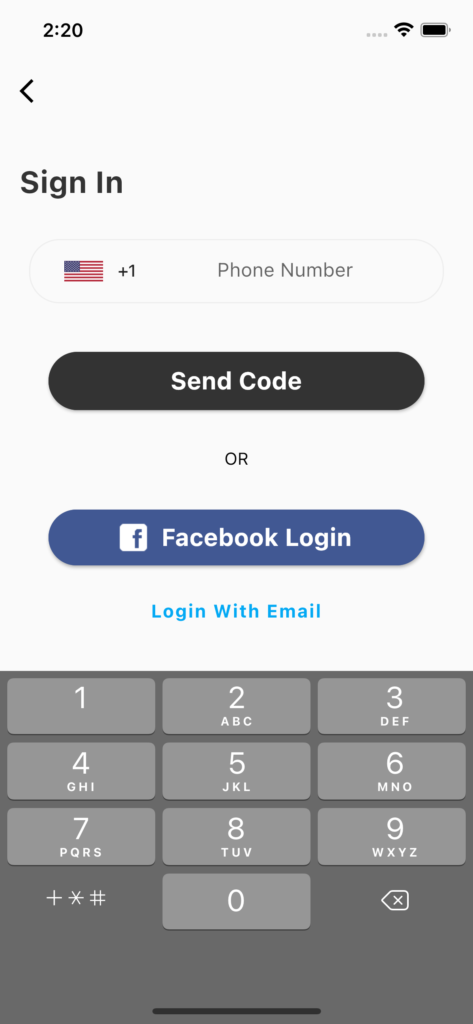 2:20
Sign In
+1 Phone Number
Send Code
OR
f Facebook Login
Login With Email
1 2 3
ABC DEF
4 5 6
GHI JKL MNO
7 8 9
PQRS TUV WXYZ
+*# 0